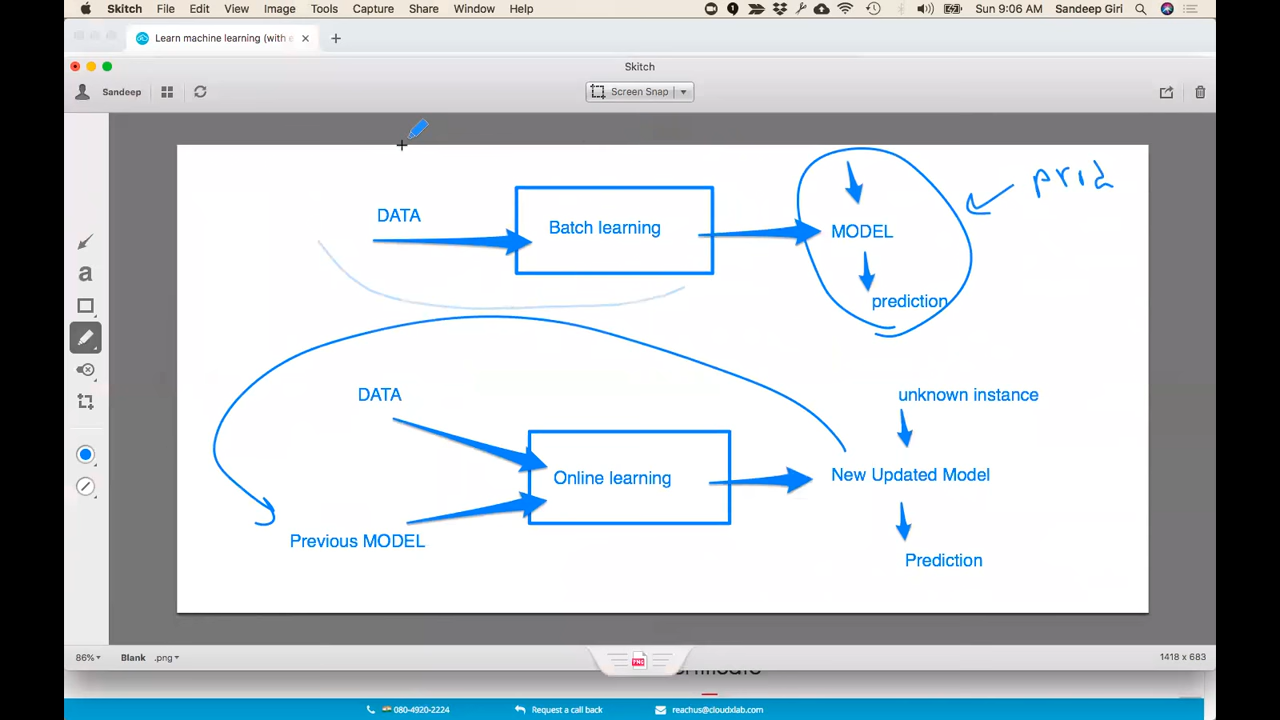 Skitch File Edit View Image Tools Capture Share Window Help Sun 9:06 AM Sandeep Giri
Learn machine learning (with e
Skitch
Sandeep
Screen Snap
DATA
Batch learning
MODEL
prediction
DATA
unknown instance
Online learning
New Updated Model
Previous MODEL
Prediction
a
86% Blank .png
PNG
1418 x 683
080-4920-2224 Request a call back reachus@cloudxlab.com